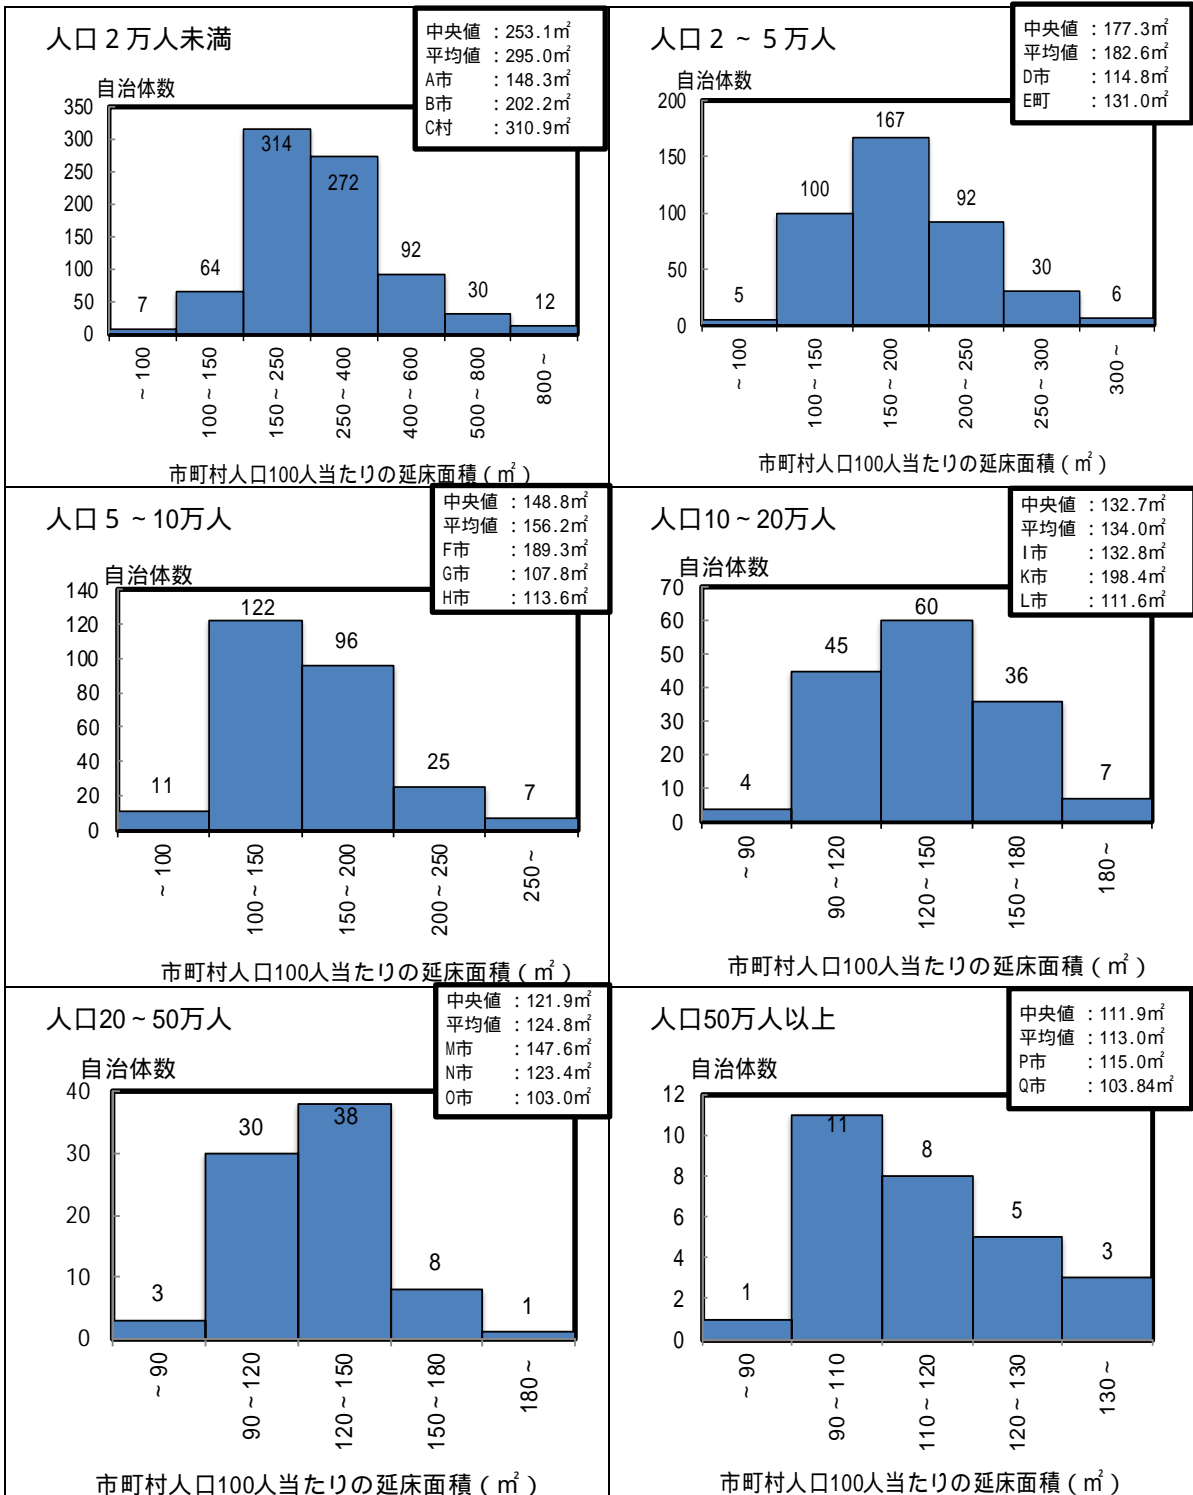 人口２万人未満
中央値 ：253.1㎡
平均値 ：295.0㎡
A市 ：148.3㎡
B市 ：202.2㎡
C村 ：310.9㎡
自治体数
350
300
250
200
150
100
50
0
7
64
314
272
92
30
12
～100
100～150
150～250
250～400
400～600
500～800
800～
市町村人口100人当たりの延床面積（㎡）
人口２～５万人
中央値 ：177.3㎡
平均値 ：182.6㎡
D市 ：114.8㎡
E町 ：131.0㎡
自治体数
200
150
100
50
0
5
100
167
92
30
6
～100
100～150
150～200
200～250
250～300
300～
市町村人口100人当たりの延床面積（㎡）
人口５～10万人
中央値 ：148.8㎡
平均値 ：156.2㎡
F市 ：189.3㎡
G市 ：107.8㎡
H市 ：113.6㎡
自治体数
140
120
100
80
60
40
20
0
11
122
96
25
7
～100
100～150
150～200
200～250
250～
市町村人口100人当たりの延床面積（㎡）
人口10～20万人
中央値 ：132.7㎡
平均値 ：134.0㎡
I市 ：132.8㎡
K市 ：198.4㎡
L市 ：111.6㎡
自治体数
70
60
50
40
30
20
10
0
4
45
60
36
7
～90
90～120
120～150
150～180
180～
市町村人口100人当たりの延床面積（㎡）
人口20～50万人
中央値 ：121.9㎡
平均値 ：124.8㎡
M市 ：147.6㎡
N市 ：123.4㎡
O市 ：103.0㎡
自治体数
40
30
20
10
0
3
30
38
8
1
～90
90～120
120～150
150～180
180～
市町村人口100人当たりの延床面積（㎡）
人口50万人以上
中央値 ：111.9㎡
平均値 ：113.0㎡
P市 ：115.0㎡
Q市 ：103.84㎡
自治体数
12
10
8
6
4
2
0
1
11
8
5
3
～90
90～110
110～120
120～130
130～
市町村人口100人当たりの延床面積（㎡）